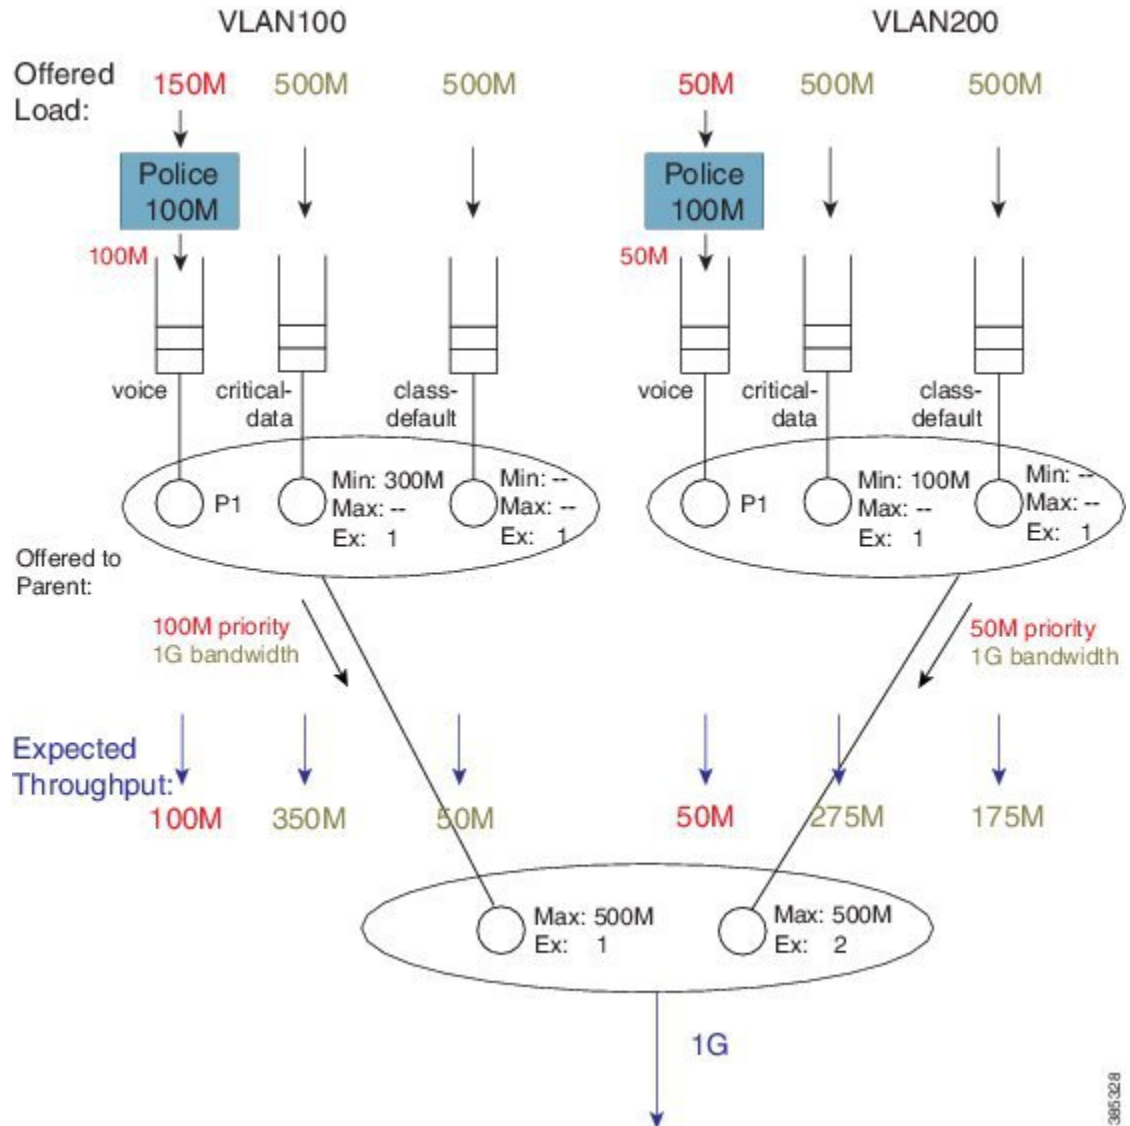 VLAN100
VLAN200
Offered
Load:
150M
500M
500M
50M
500M
500M
Police
100M
Police
100M
100M
50M
voice
critical-
data
class-
default
voice
critical-
data
class-
default
P1
Min: 300M
Max: --
Ex: 1
Min: --
Max: --
Ex: 1
P1
Min: 100M
Max: --
Ex: 1
Min: --
Max: --
Ex: 1
Offered to
Parent:
100M priority
1G bandwidth
50M priority
1G bandwidth
Expected
Throughput:
100M
350M
50M
50M
275M
175M
Max: 500M
Ex: 1
Max: 500M
Ex: 2
1G
385328